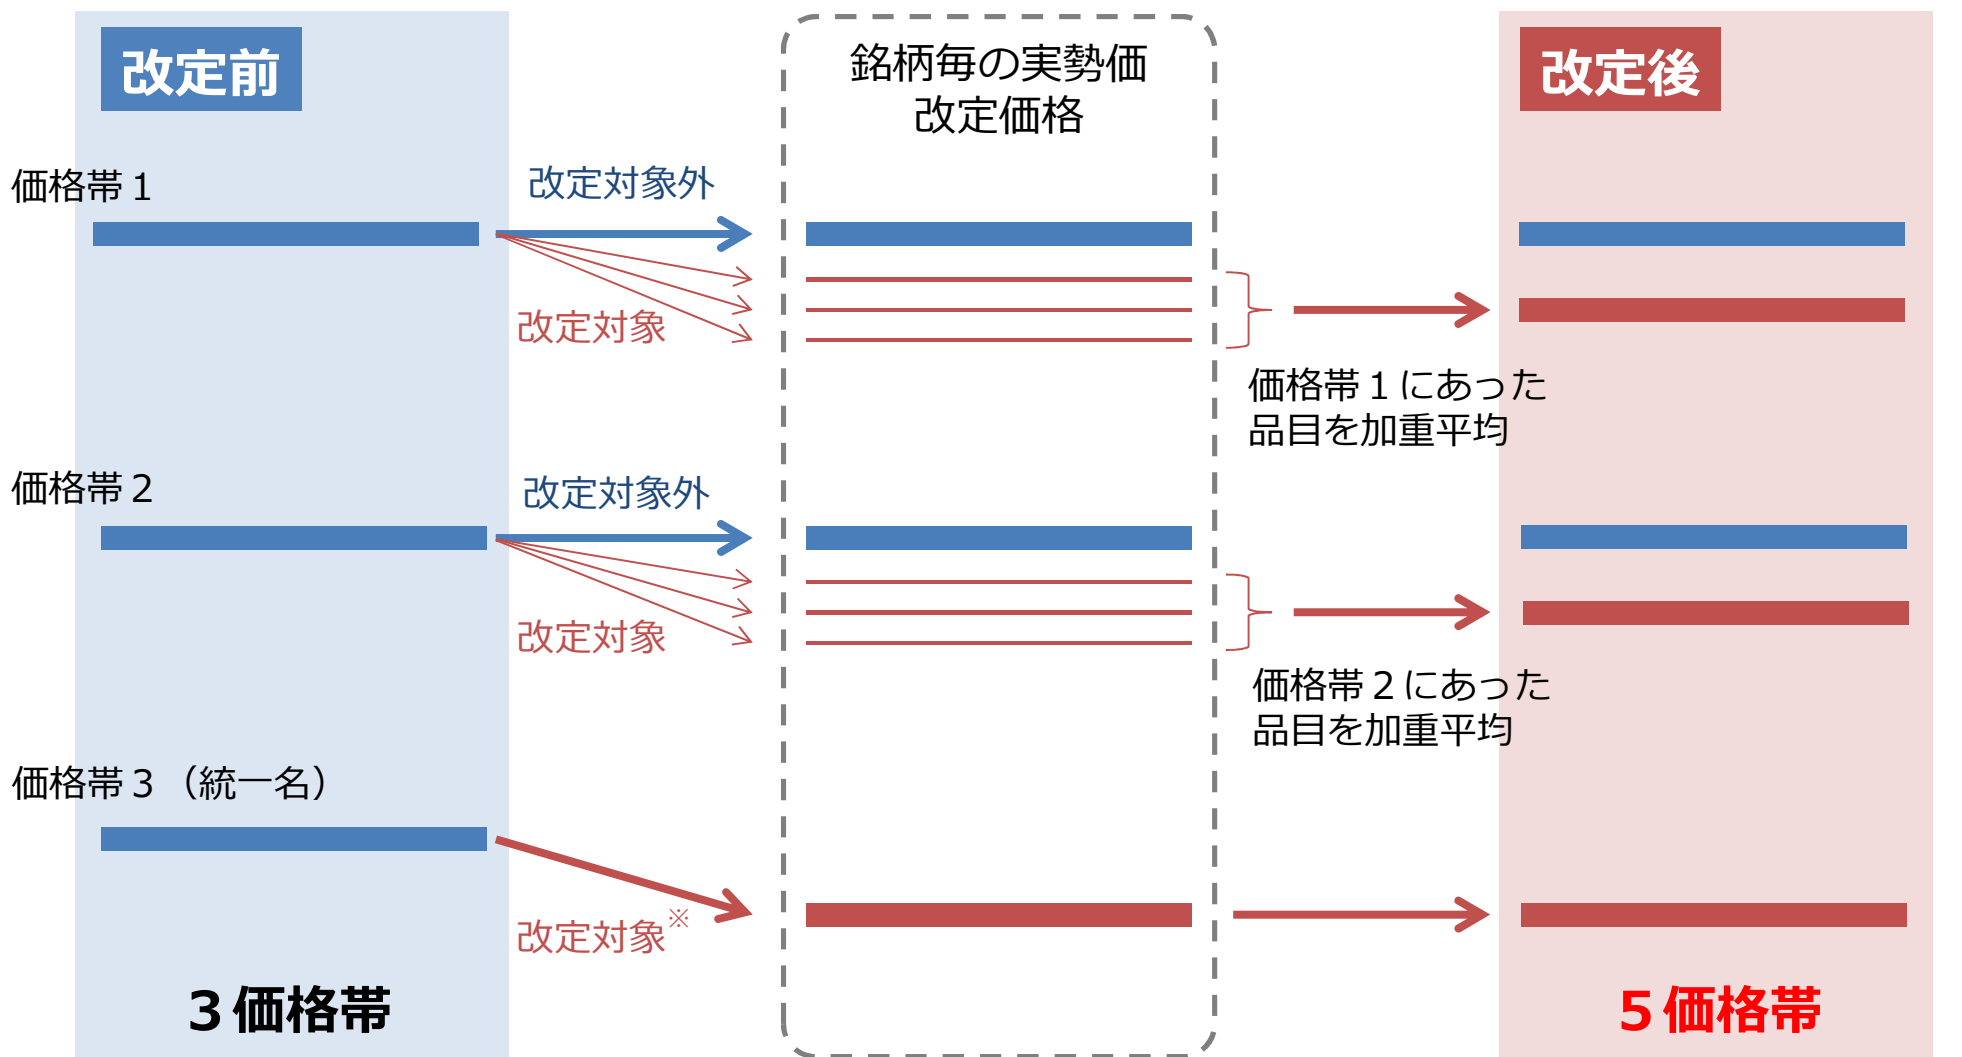 改定前
銘柄毎の実勢価
改定価格
改定後
価格帯１
改定対象外
改定対象
価格帯１にあった
品目を加重平均
価格帯２
改定対象外
改定対象
価格帯２にあった
品目を加重平均
価格帯３（統一名）
改定対象※
３価格帯
５価格帯